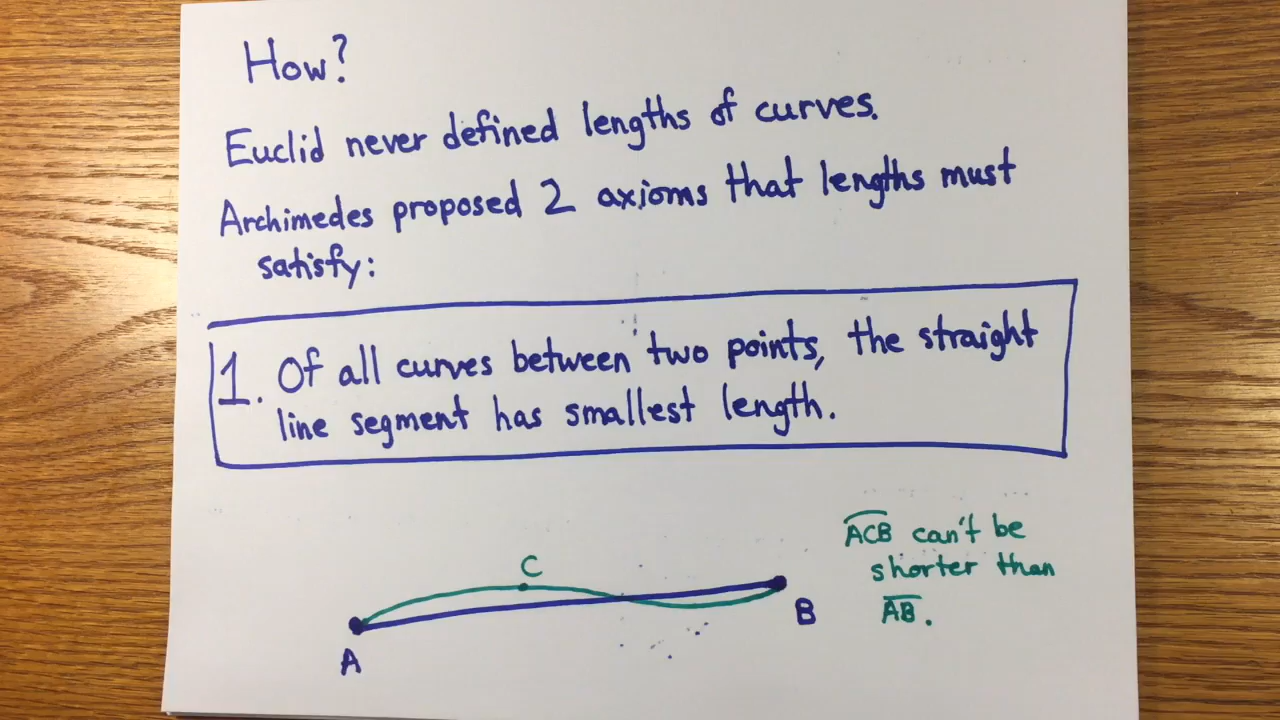 How?
Euclid never defined lengths of curves.
Archimedes proposed 2 axioms that lengths must
satisfy:
1. Of all curves between two points, the straight
line segment has smallest length.
C
A
B
ACB can't be
shorter than
AB.